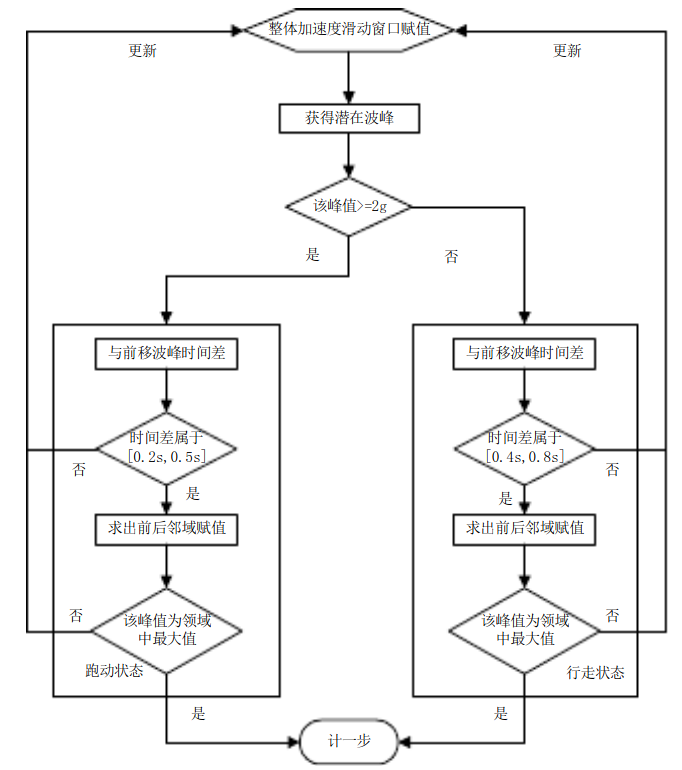 整体加速度滑动窗口赋值
更新
更新
获得潜在波峰
该峰值>=2g
是
否
与前移波峰时间差
与前移波峰时间差
时间差属于
[0.2s,0.5s]
时间差属于
[0.4s,0.8s]
否
否
是
是
求出前后邻域赋值
求出前后邻域赋值
否
否
该峰值为领域
中最大值
该峰值为领域
中最大值
跑动状态
行走状态
是
是
计一步